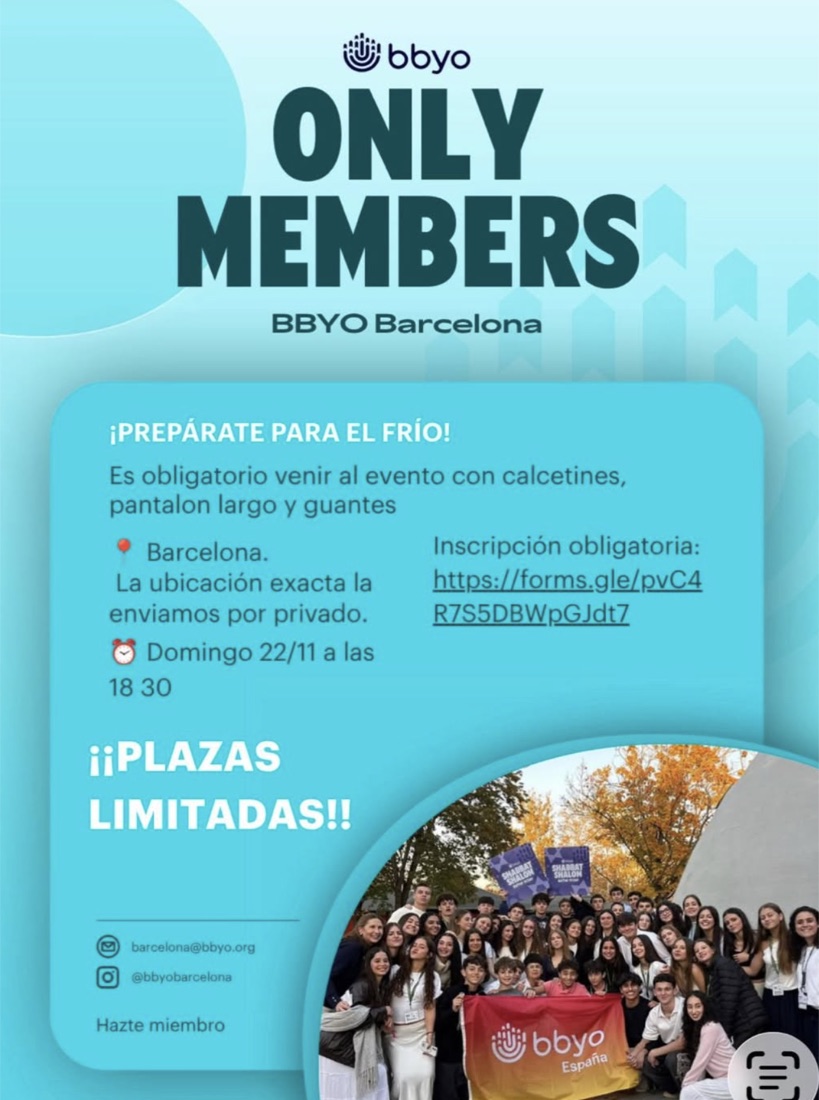 bbyo
ONLY
MEMBERS
BBYO Barcelona
¡PREPÁRATE PARA EL FRÍO!
Es obligatorio venir al evento con calcetines,
pantalon largo y guantes
📍 Barcelona.
La ubicación exacta la
enviamos por privado.
⏰ Domingo 22/11 a las
18 30
Inscripción obligatoria:
https://forms.gle/pvC4
R7S5DBWpGJdt7
¡¡PLAZAS
LIMITADAS!!
barcelona@bbyo.org
@bbyobarcelona
Hazte miembro
SHABBAT
SHALOM
SHABBAT
SHALOM
bbyo
España